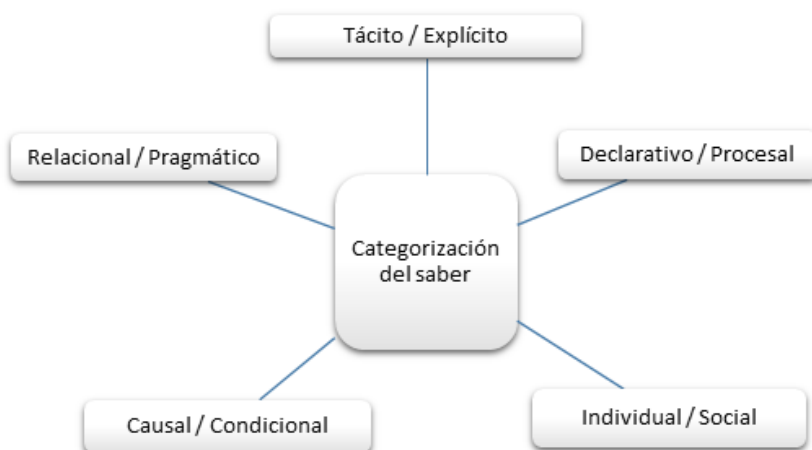 Tácito / Explícito
Relacional / Pragmático
Declarativo / Procesal
Categorización
del saber
Causal / Condicional
Individual / Social